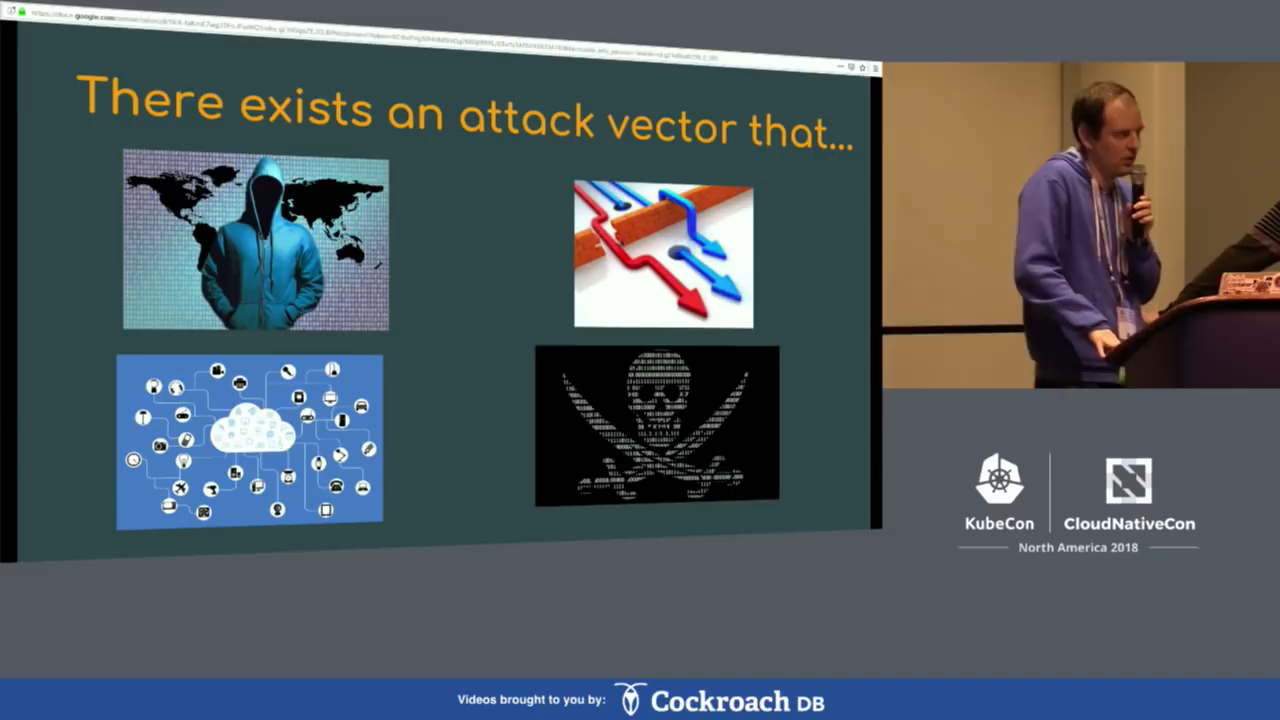 There exists an attack vector that...
KubeCon
CloudNativeCon
North America 2018
Videos brought to you by:
Cockroach DB